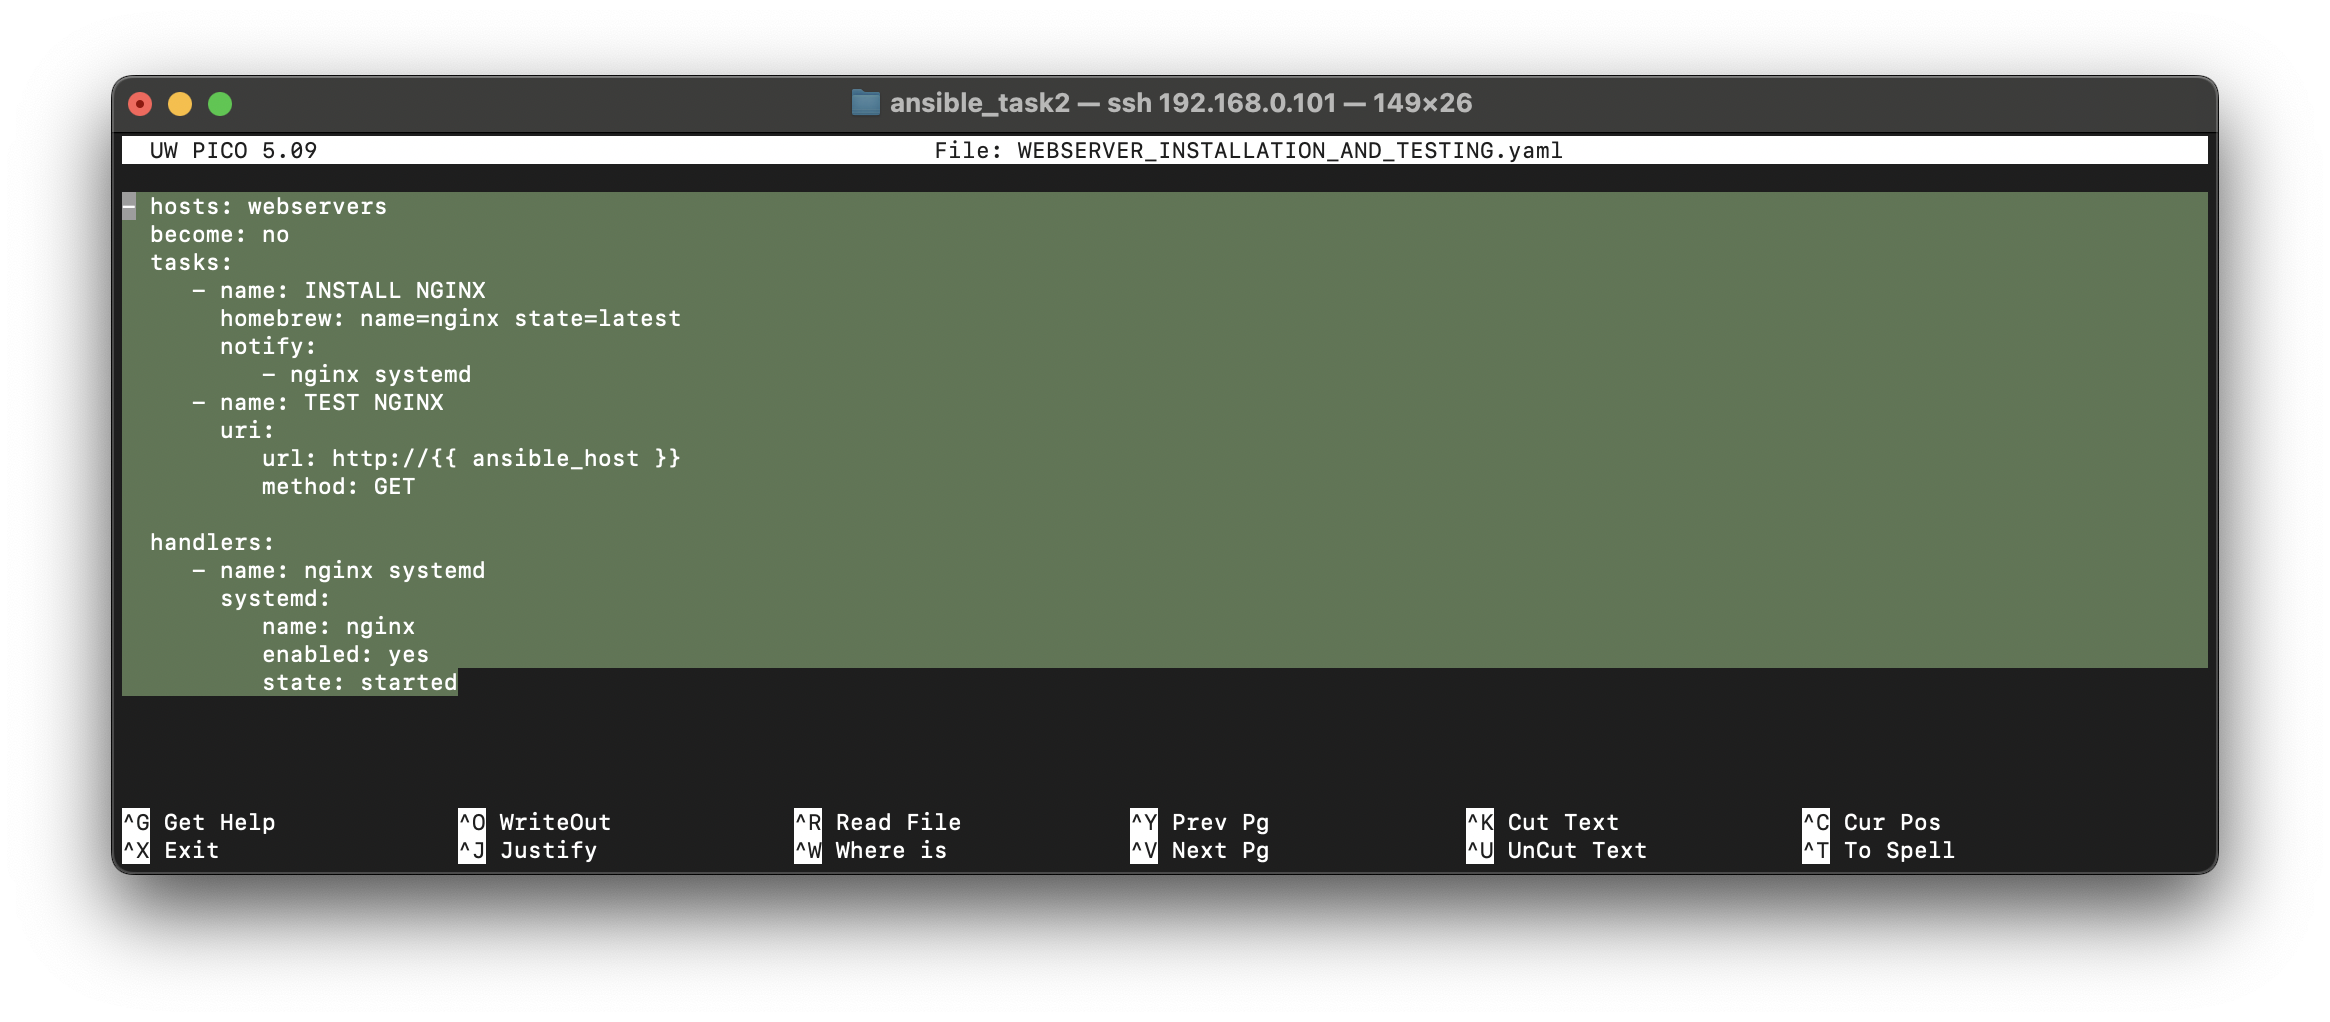 ansible_task2 — ssh 192.168.0.101 — 149×26
UW PICO 5.09 File: WEBSERVER_INSTALLATION_AND_TESTING.yaml
- hosts: webservers
  become: no
  tasks:
     - name: INSTALL NGINX
       homebrew: name=nginx state=latest
       notify:
          - nginx systemd
     - name: TEST NGINX
       uri:
          url: http://{{ ansible_host }}
          method: GET
  handlers:
     - name: nginx systemd
       systemd:
          name: nginx
          enabled: yes
          state: started
^G Get Help ^O WriteOut ^R Read File ^Y Prev Pg ^K Cut Text ^C Cur Pos
^X Exit ^J Justify ^W Where is ^V Next Pg ^U UnCut Text ^T To Spell